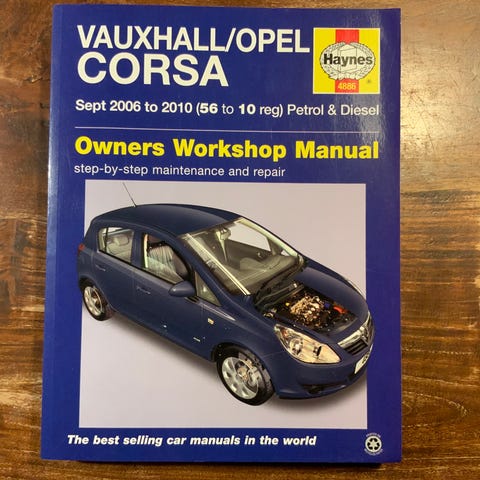 VAUXHALL/OPEL
CORSA
Haynes
4886
Sept 2006 to 2010 (56 to 10 reg) Petrol & Diesel
Owners Workshop Manual
step-by-step maintenance and repair
The best selling car manuals in the world